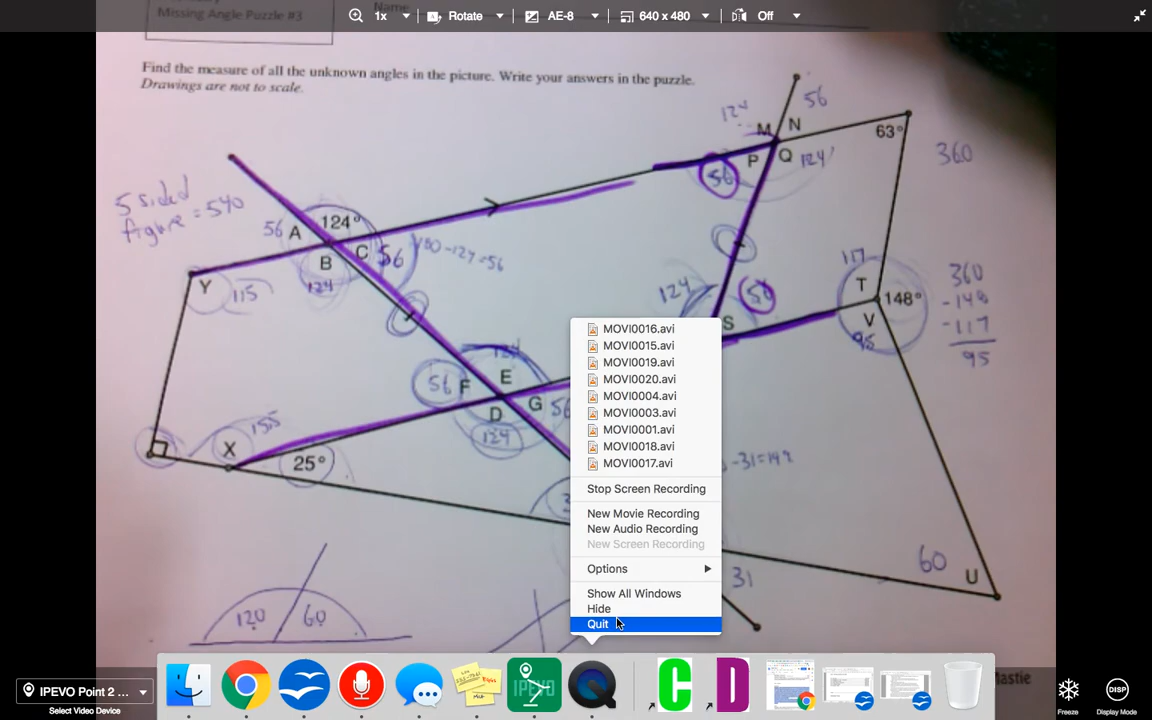 Missing Angle Puzzle #3
Name
1x Rotate AE-8 640 x 480 Off
Find the measure of all the unknown angles in the picture. Write your answers in the puzzle.
Drawings are not to scale.
5 sided
figure = 540
56 A 124°
B C 56
124
180-124=56
Y 115
124 M N 56
P Q 124
56
63°
360
124 56
S
117
T 148°
V
95
360
-148
-117
95
124
56 F E
D G 56
124
155
X 25°
-31=149
60 U
31
120 60
MOVI0016.avi
MOVI0015.avi
MOVI0019.avi
MOVI0020.avi
MOVI0004.avi
MOVI0003.avi
MOVI0001.avi
MOVI0018.avi
MOVI0017.avi
Stop Screen Recording
New Movie Recording
New Audio Recording
New Screen Recording
Options
Show All Windows
Hide
Quit
IPEVO Point 2 ...
Select Video Device
IPEVO
C
D
Mastie
DISP
Freeze
Display Mode